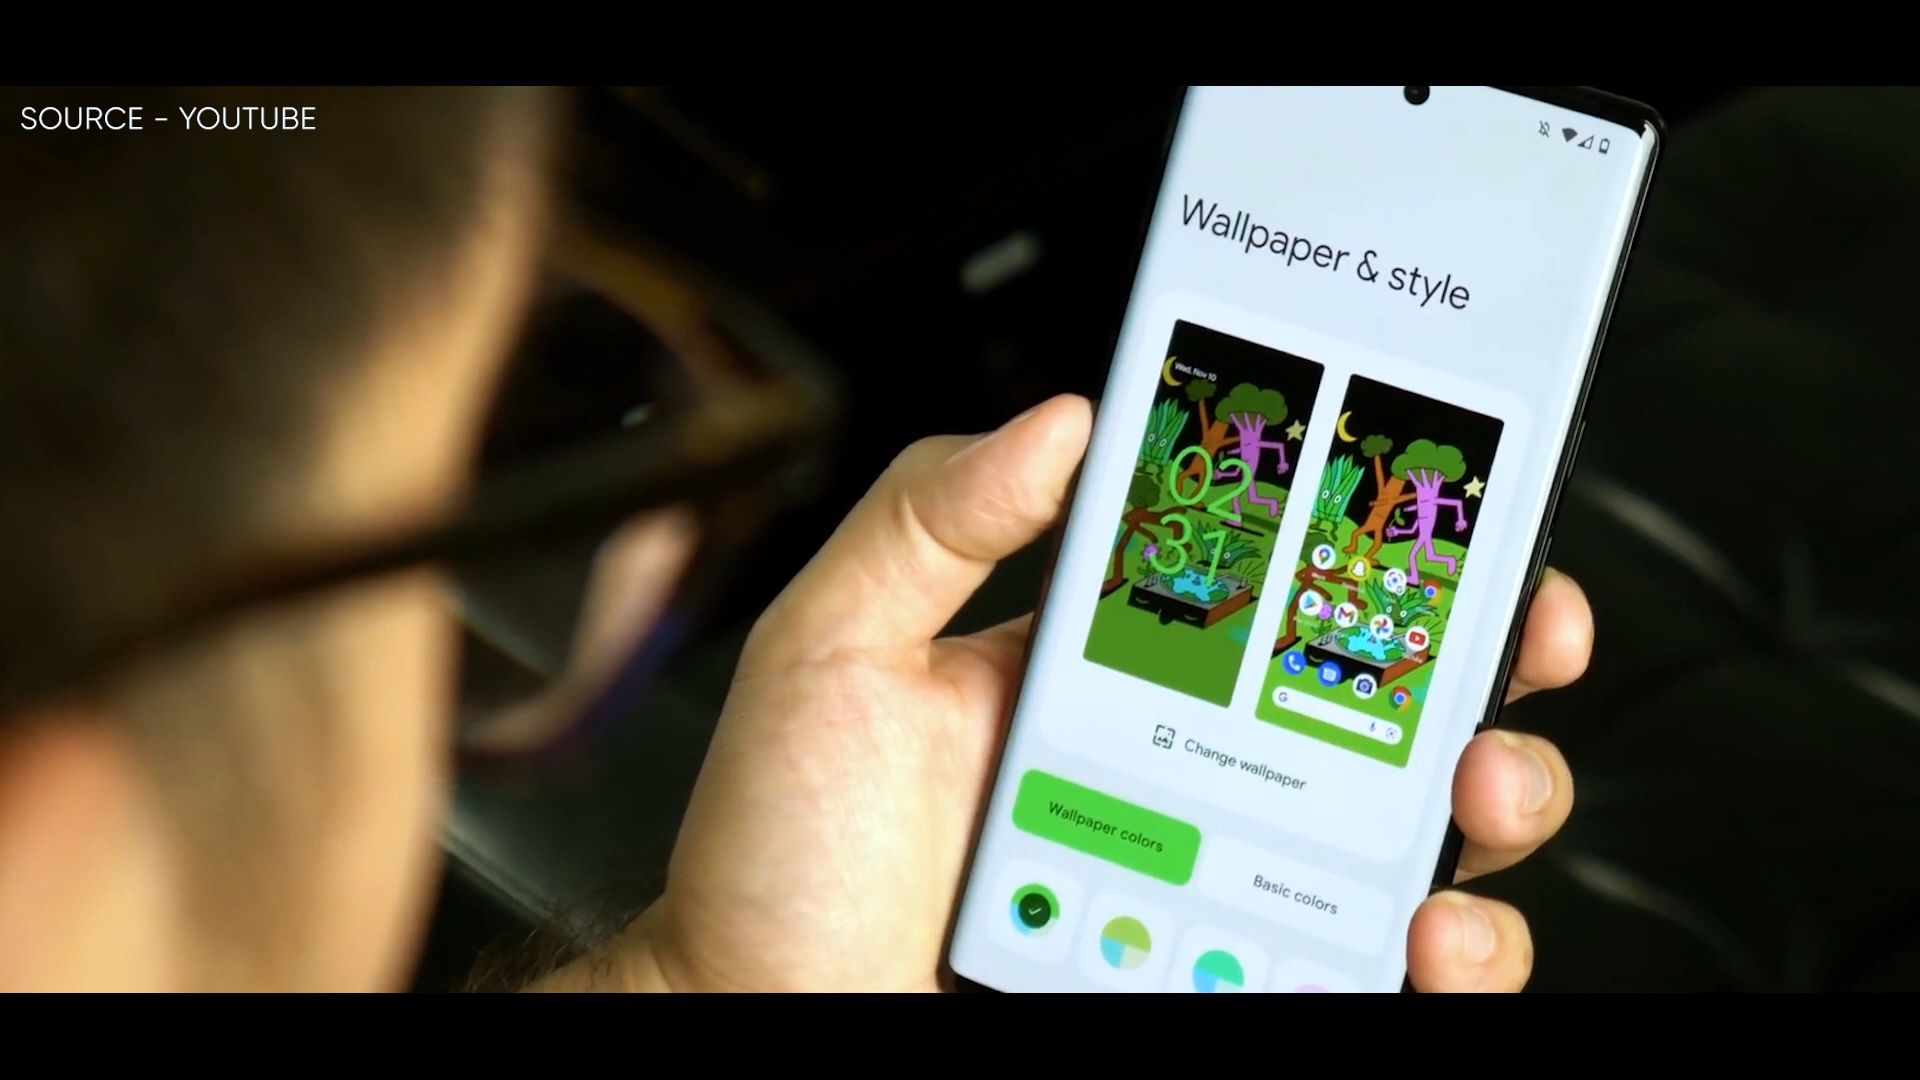 SOURCE - YOUTUBE
Wallpaper & style
Wed, Nov 10
02
31
Change wallpaper
Wallpaper colors
Basic colors